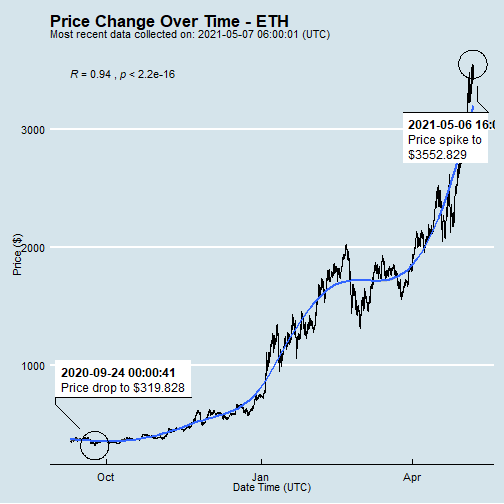 Price Change Over Time - ETH
Most recent data collected on: 2021-05-07 06:00:01 (UTC)
R = 0.94 , p < 2.2e-16
3000
2021-05-06 16:0
Price spike to
$3552.829
2000
Price ($)
1000
2020-09-24 00:00:41
Price drop to $319.828
Oct
Jan
Apr
Date Time (UTC)